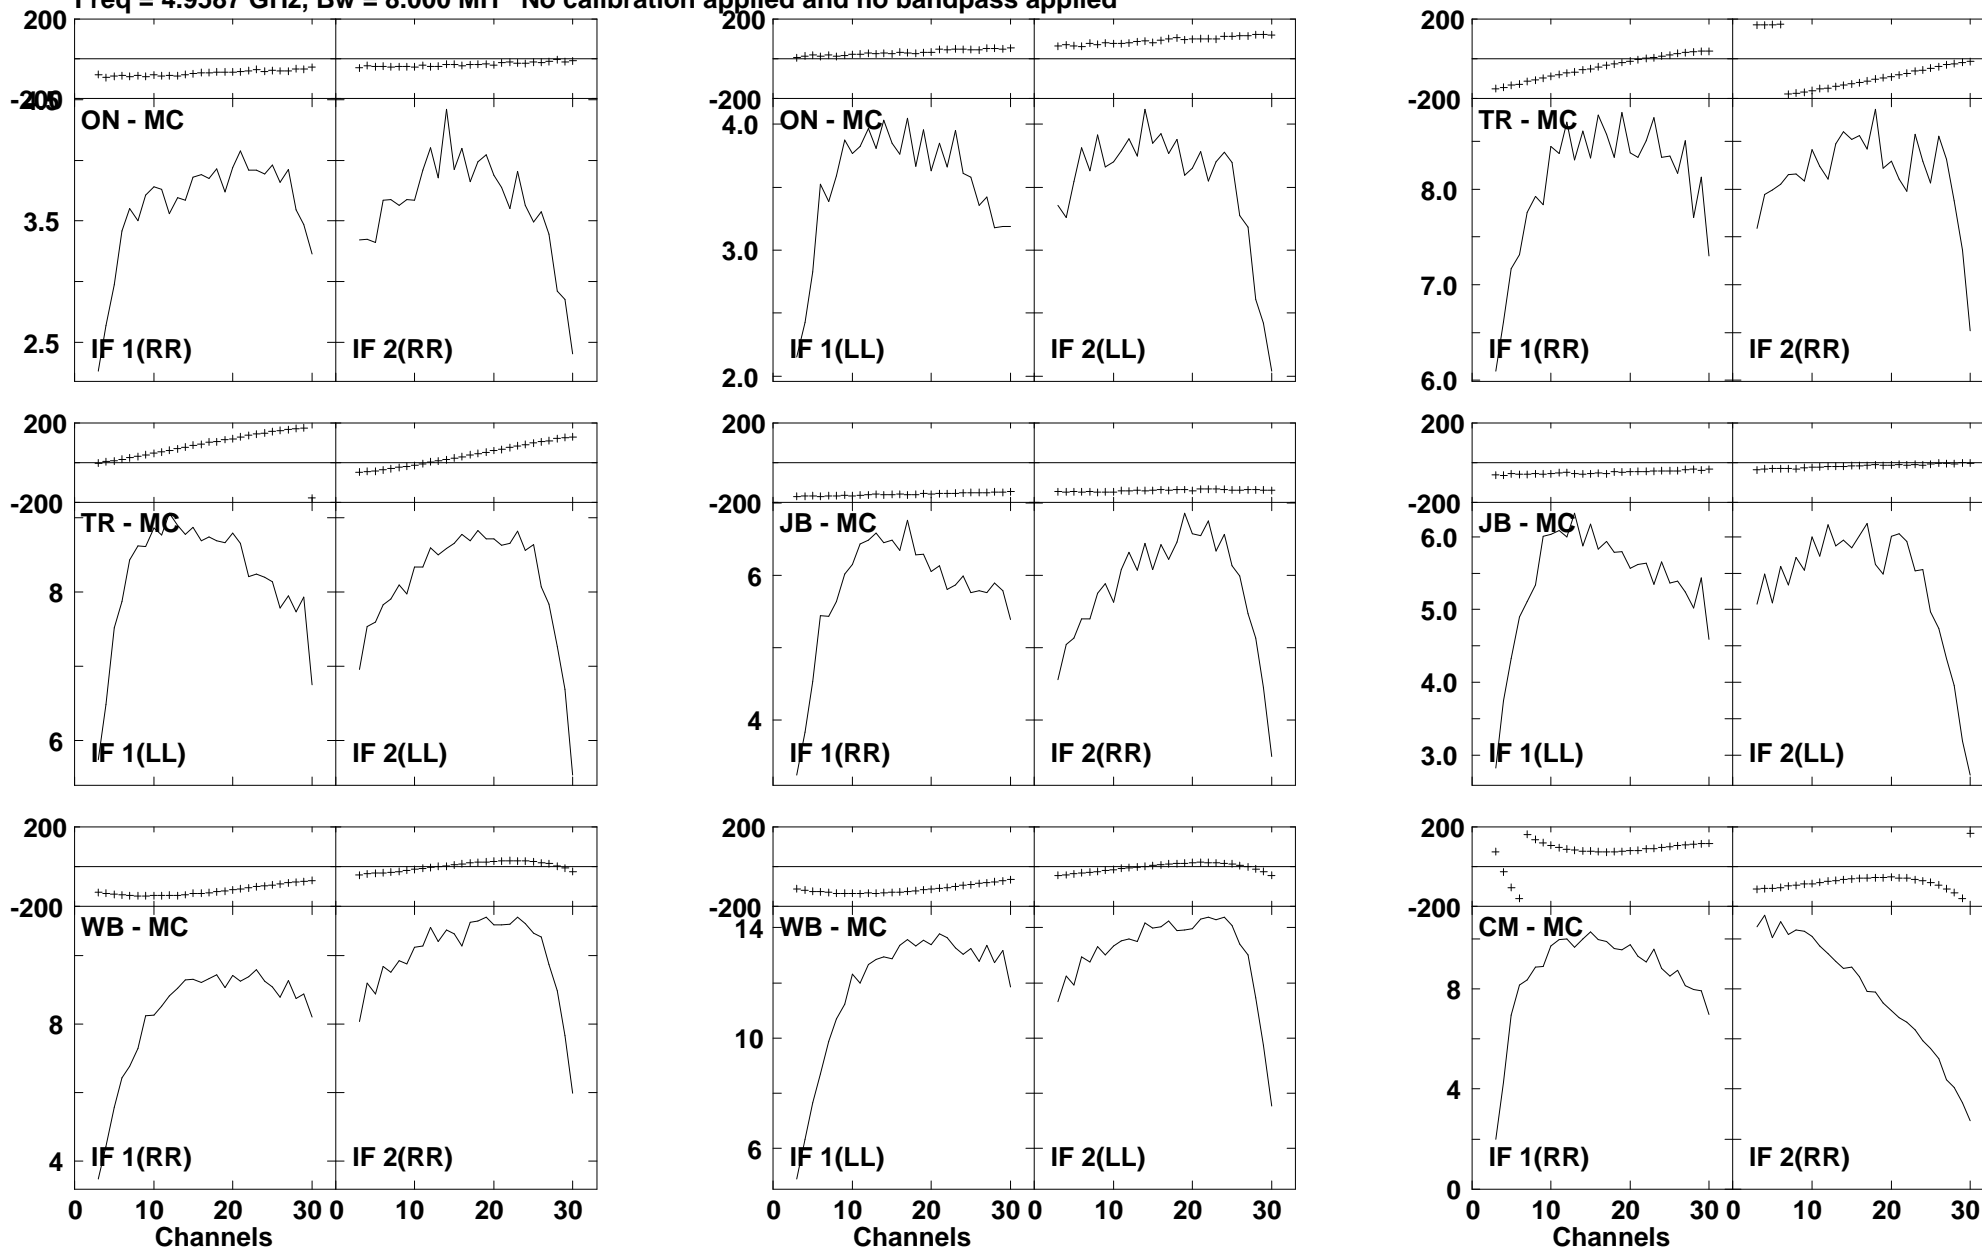 Freq = 4.9587 GHz, Bw = 8.000 MH No calibration applied and no bandpass applied
200
-200
4.5
3.5
2.5
ON - MC
IF 1(RR)
IF 2(RR)
-200
4.0
3.0
2.0
ON - MC
IF 1(LL)
IF 2(LL)
200
-200
8.0
7.0
6.0
TR - MC
IF 1(RR)
IF 2(RR)
200
-200
8
6
TR - MC
IF 1(LL)
IF 2(LL)
200
-200
6
4
JB - MC
IF 1(RR)
IF 2(RR)
200
-200
6.0
5.0
4.0
3.0
JB - MC
IF 1(LL)
IF 2(LL)
200
-200
8
4
WB - MC
IF 1(RR)
IF 2(RR)
0 10 20 30 0 10 20 30
Channels
200
-200
14
10
6
WB - MC
IF 1(LL)
IF 2(LL)
0 10 20 30 0 10 20 30
Channels
200
-200
8
4
0
CM - MC
IF 1(RR)
IF 2(RR)
0 10 20 30 0 10 20 30
Channels